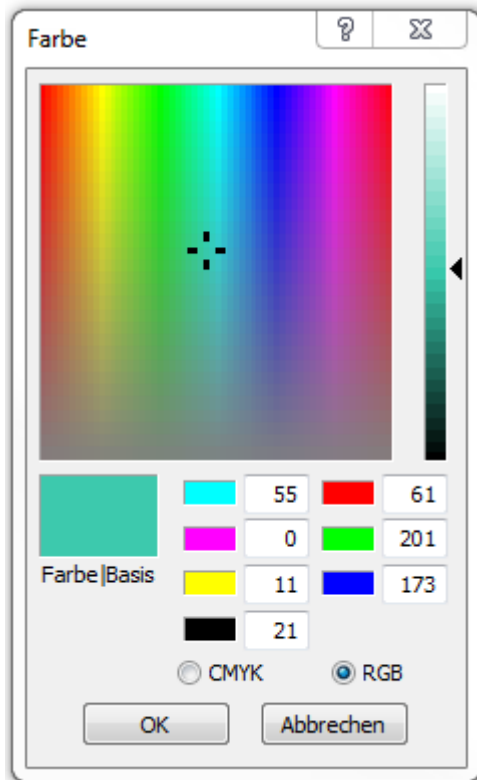 Farbe
?
55 61
0 201
Farbe|Basis 11 173
21
CMYK RGB
OK Abbrechen